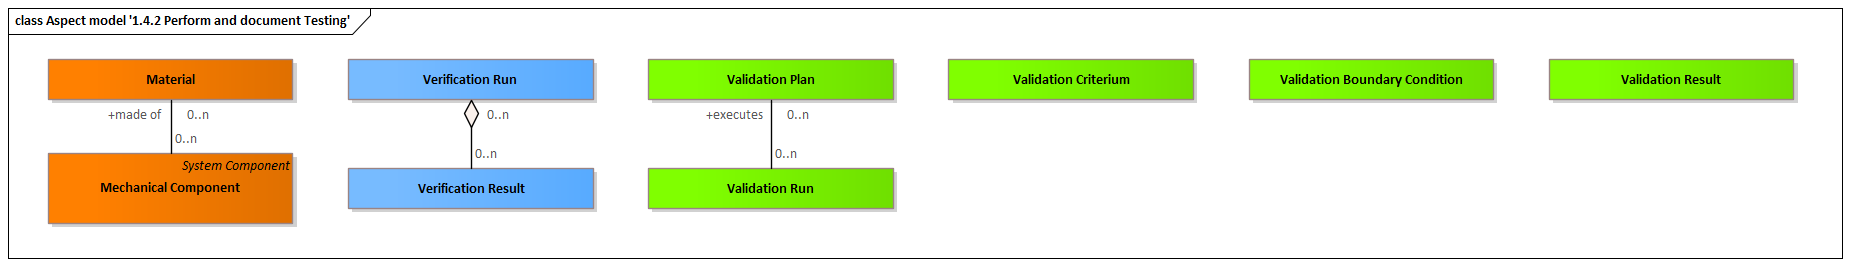 class Aspect model '1.4.2 Perform and document Testing'
Material
Verification Run
Validation Plan
Validation Criterium
Validation Boundary Condition
Validation Result
+made of
0..n
0..n
+executes
0..n
0..n
0..n
0..n
System Component
Mechanical Component
Verification Result
Validation Run